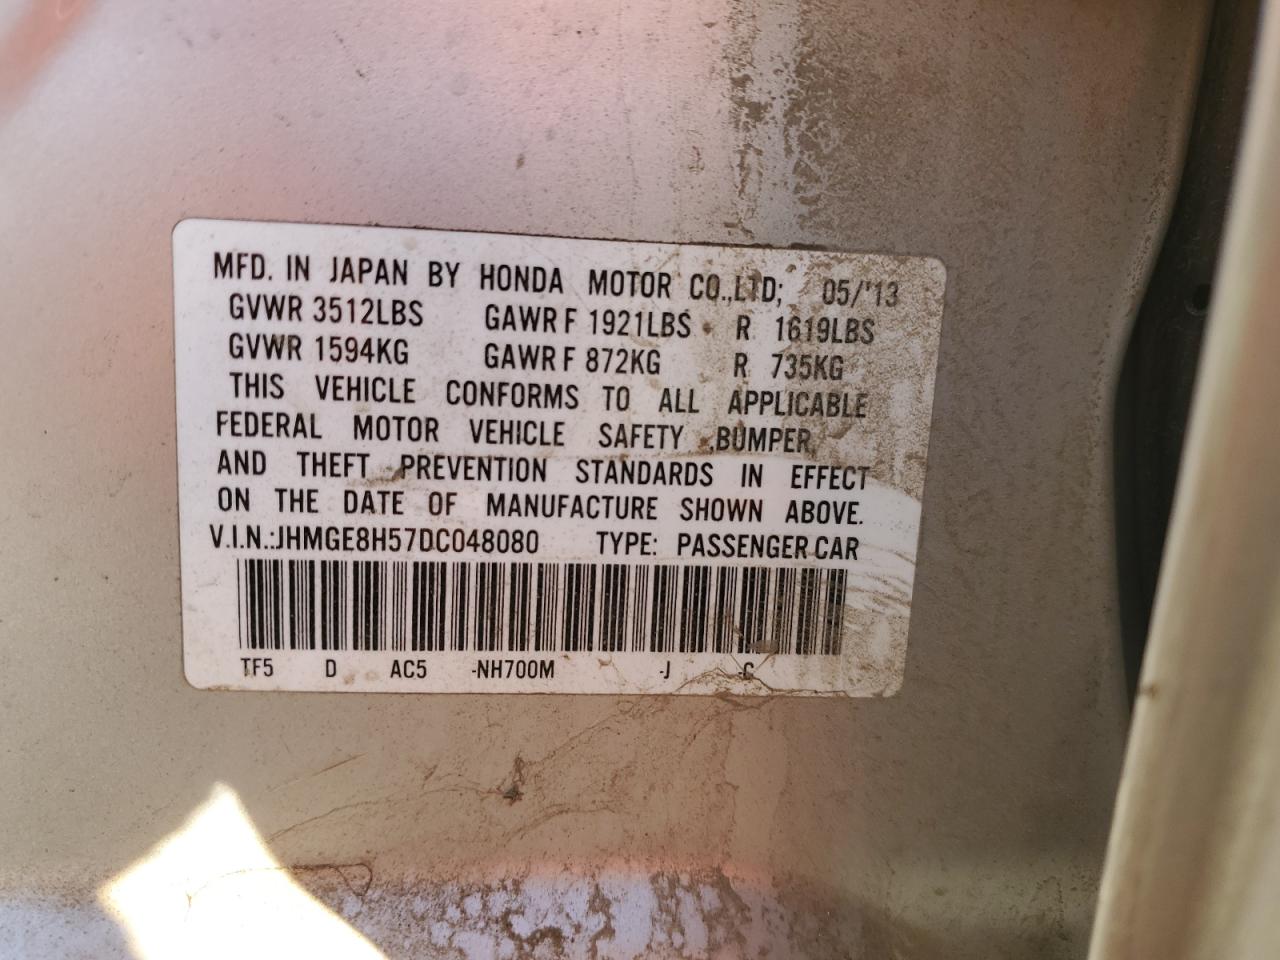 MFD. IN JAPAN BY HONDA MOTOR CO.,LTD; 05/'13
GVWR 3512LBS GAWR F 1921LBS R 1619LBS
GVWR 1594KG GAWR F 872KG R 735KG
THIS VEHICLE CONFORMS TO ALL APPLICABLE
FEDERAL MOTOR VEHICLE SAFETY ,BUMPER,
AND THEFT PREVENTION STANDARDS IN EFFECT
ON THE DATE OF MANUFACTURE SHOWN ABOVE.
V.I.N.:JHMGE8H57DC048080 TYPE: PASSENGER CAR
TF5 D AC5 -NH700M -J -C